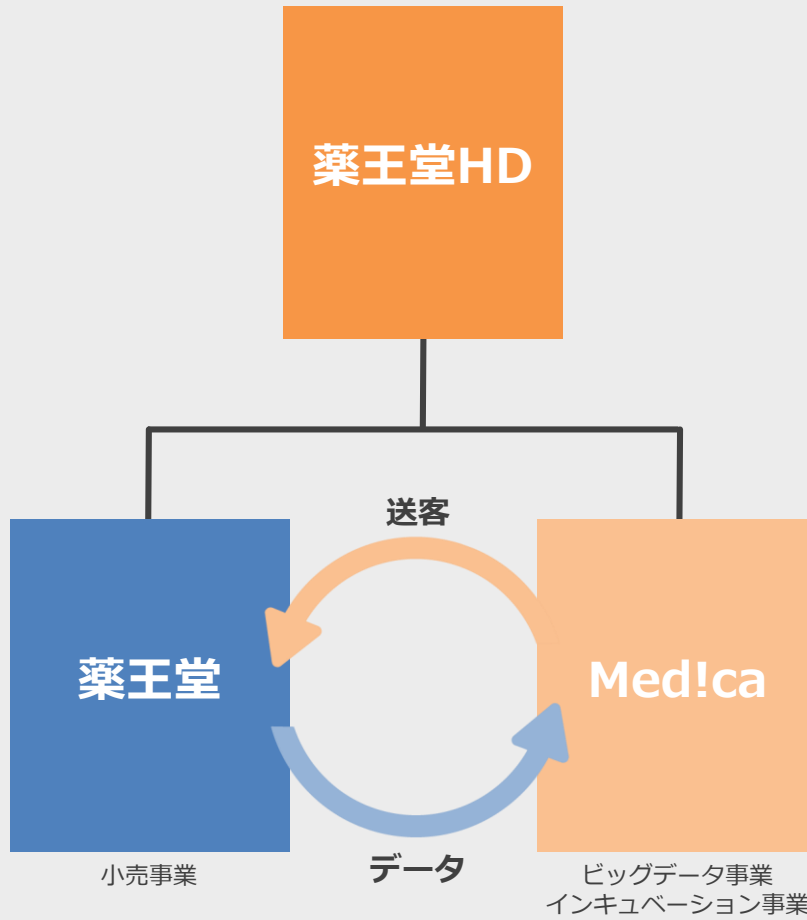 薬王堂HD
送客
薬王堂
Med!ca
データ
小売事業
ビッグデータ事業
インキュベーション事業